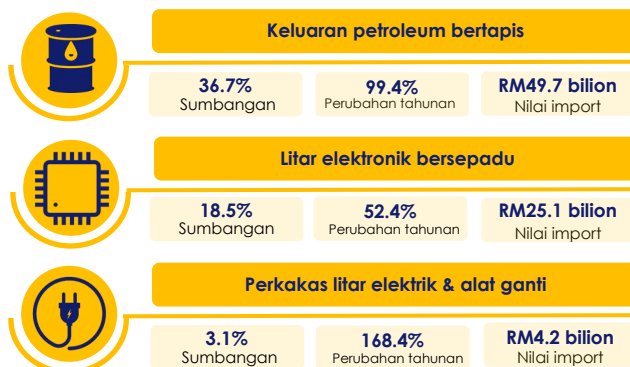 Keluaran petroleum bertapis
36.7% 99.4% RM49.7 bilion
Sumbangan Perubahan tahunan Nilai import
Litar elektronik bersepadu
18.5% 52.4% RM25.1 bilion
Sumbangan Perubahan tahunan Nilai import
Perkakas litar elektrik & alat ganti
3.1% 168.4% RM4.2 bilion
Sumbangan Perubahan tahunan Nilai import